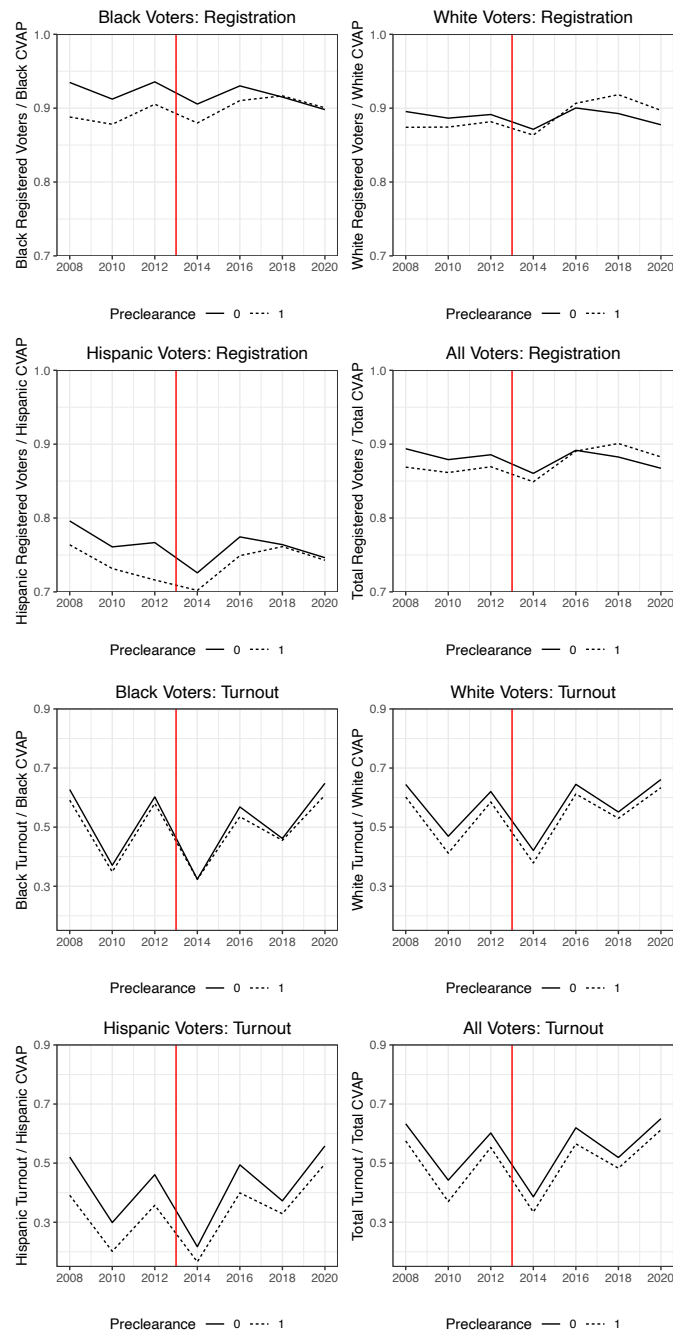 Black Voters: Registration
Black Registered Voters / Black CVAP
1.0
0.9
0.8
0.7
2008 2010 2012 2014 2016 2018 2020
Preclearance 0 1
White Voters: Registration
White Registered Voters / White CVAP
1.0
0.9
0.8
0.7
2008 2010 2012 2014 2016 2018 2020
Preclearance 0 1
Hispanic Voters: Registration
Hispanic Registered Voters / Hispanic CVAP
1.0
0.9
0.8
0.7
2008 2010 2012 2014 2016 2018 2020
Preclearance 0 1
All Voters: Registration
Total Registered Voters / Total CVAP
1.0
0.9
0.8
0.7
2008 2010 2012 2014 2016 2018 2020
Preclearance 0 1
Black Voters: Turnout
Black Turnout / Black CVAP
0.9
0.7
0.5
0.3
2008 2010 2012 2014 2016 2018 2020
Preclearance 0 1
White Voters: Turnout
White Turnout / White CVAP
0.9
0.7
0.5
0.3
2008 2010 2012 2014 2016 2018 2020
Preclearance 0 1
Hispanic Voters: Turnout
Hispanic Turnout / Hispanic CVAP
0.9
0.7
0.5
0.3
2008 2010 2012 2014 2016 2018 2020
Preclearance 0 1
All Voters: Turnout
Total Turnout / Total CVAP
0.9
0.7
0.5
0.3
2008 2010 2012 2014 2016 2018 2020
Preclearance 0 1